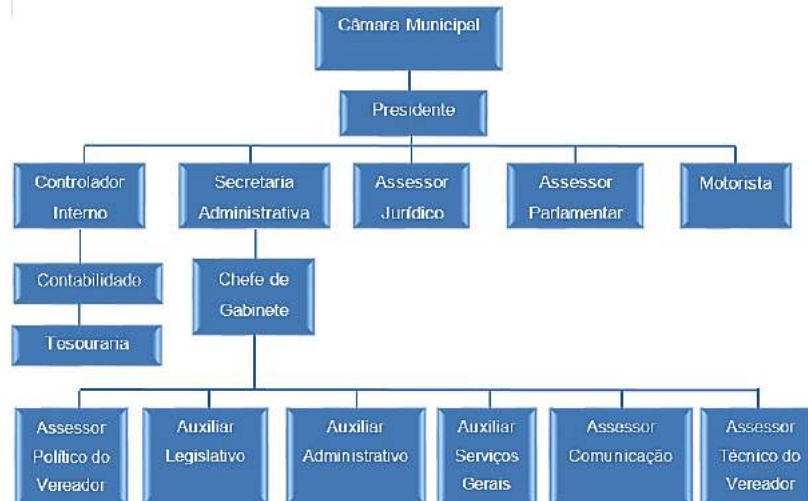 Câmara Municipal
Presidente
Controlador
Interno
Secretaria
Administrativa
Assessor
Jurídico
Assessor
Parlamentar
Motorista
Contabilidade
Chefe de
Gabinete
Tesouraria
Assessor
Político do
Vereador
Auxiliar
Legislativo
Auxiliar
Administrativo
Auxiliar
Serviços
Gerais
Assessor
Comunicação
Assessor
Técnico do
Vereador